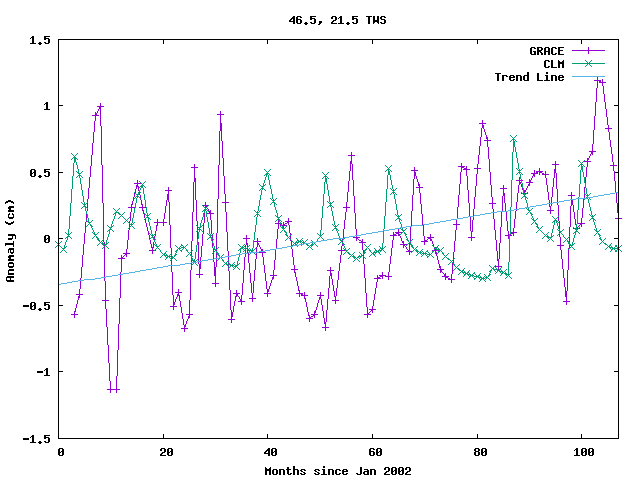 46.5, 21.5 TWS
GRACE
CLM
Trend Line
1.5
1
0.5
0
-0.5
-1
-1.5
Anomaly (cm)
0 20 40 60 80 100
Months since Jan 2002